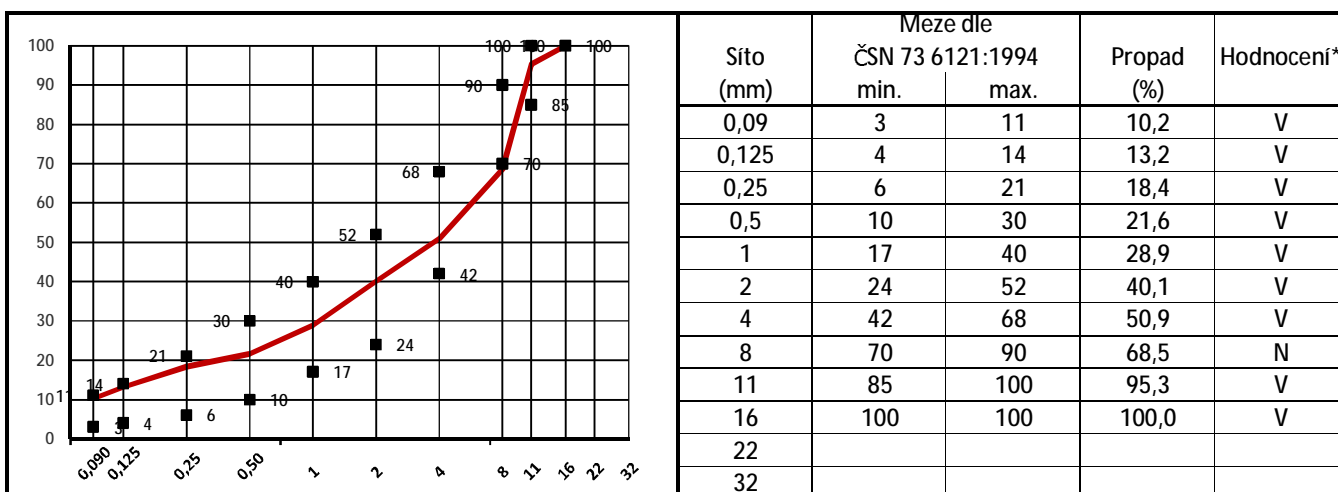 100
90
80
70
60
50
40
30
20
10
0
11 14 21 30 40 52 68 90 100 100 100
3 4 6 10 17 24 42 70 85
0,090 0,125 0,25 0,50 1 2 4 8 11 16 22 32
Meze dle
Síto ČSN 73 6121:1994 Propad Hodnocení*
(mm) min. max. (%)
0,09 3 11 10,2 V
0,125 4 14 13,2 V
0,25 6 21 18,4 V
0,5 10 30 21,6 V
1 17 40 28,9 V
2 24 52 40,1 V
4 42 68 50,9 V
8 70 90 68,5 N
11 85 100 95,3 V
16 100 100 100,0 V
22
32